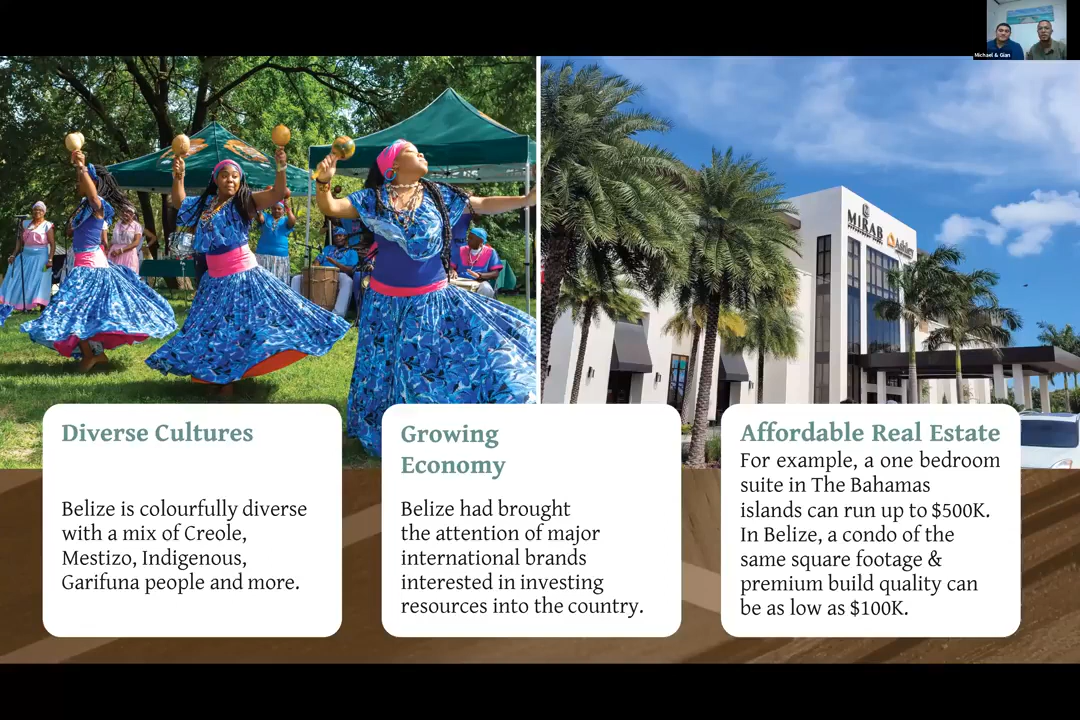 Michael & Gian
MIRAB
Ashley
Diverse Cultures
Belize is colourfully diverse
with a mix of Creole,
Mestizo, Indigenous,
Garifuna people and more.
Growing
Economy
Belize had brought
the attention of major
international brands
interested in investing
resources into the country.
Affordable Real Estate
For example, a one bedroom
suite in The Bahamas
islands can run up to $500K.
In Belize, a condo of the
same square footage &
premium build quality can
be as low as $100K.